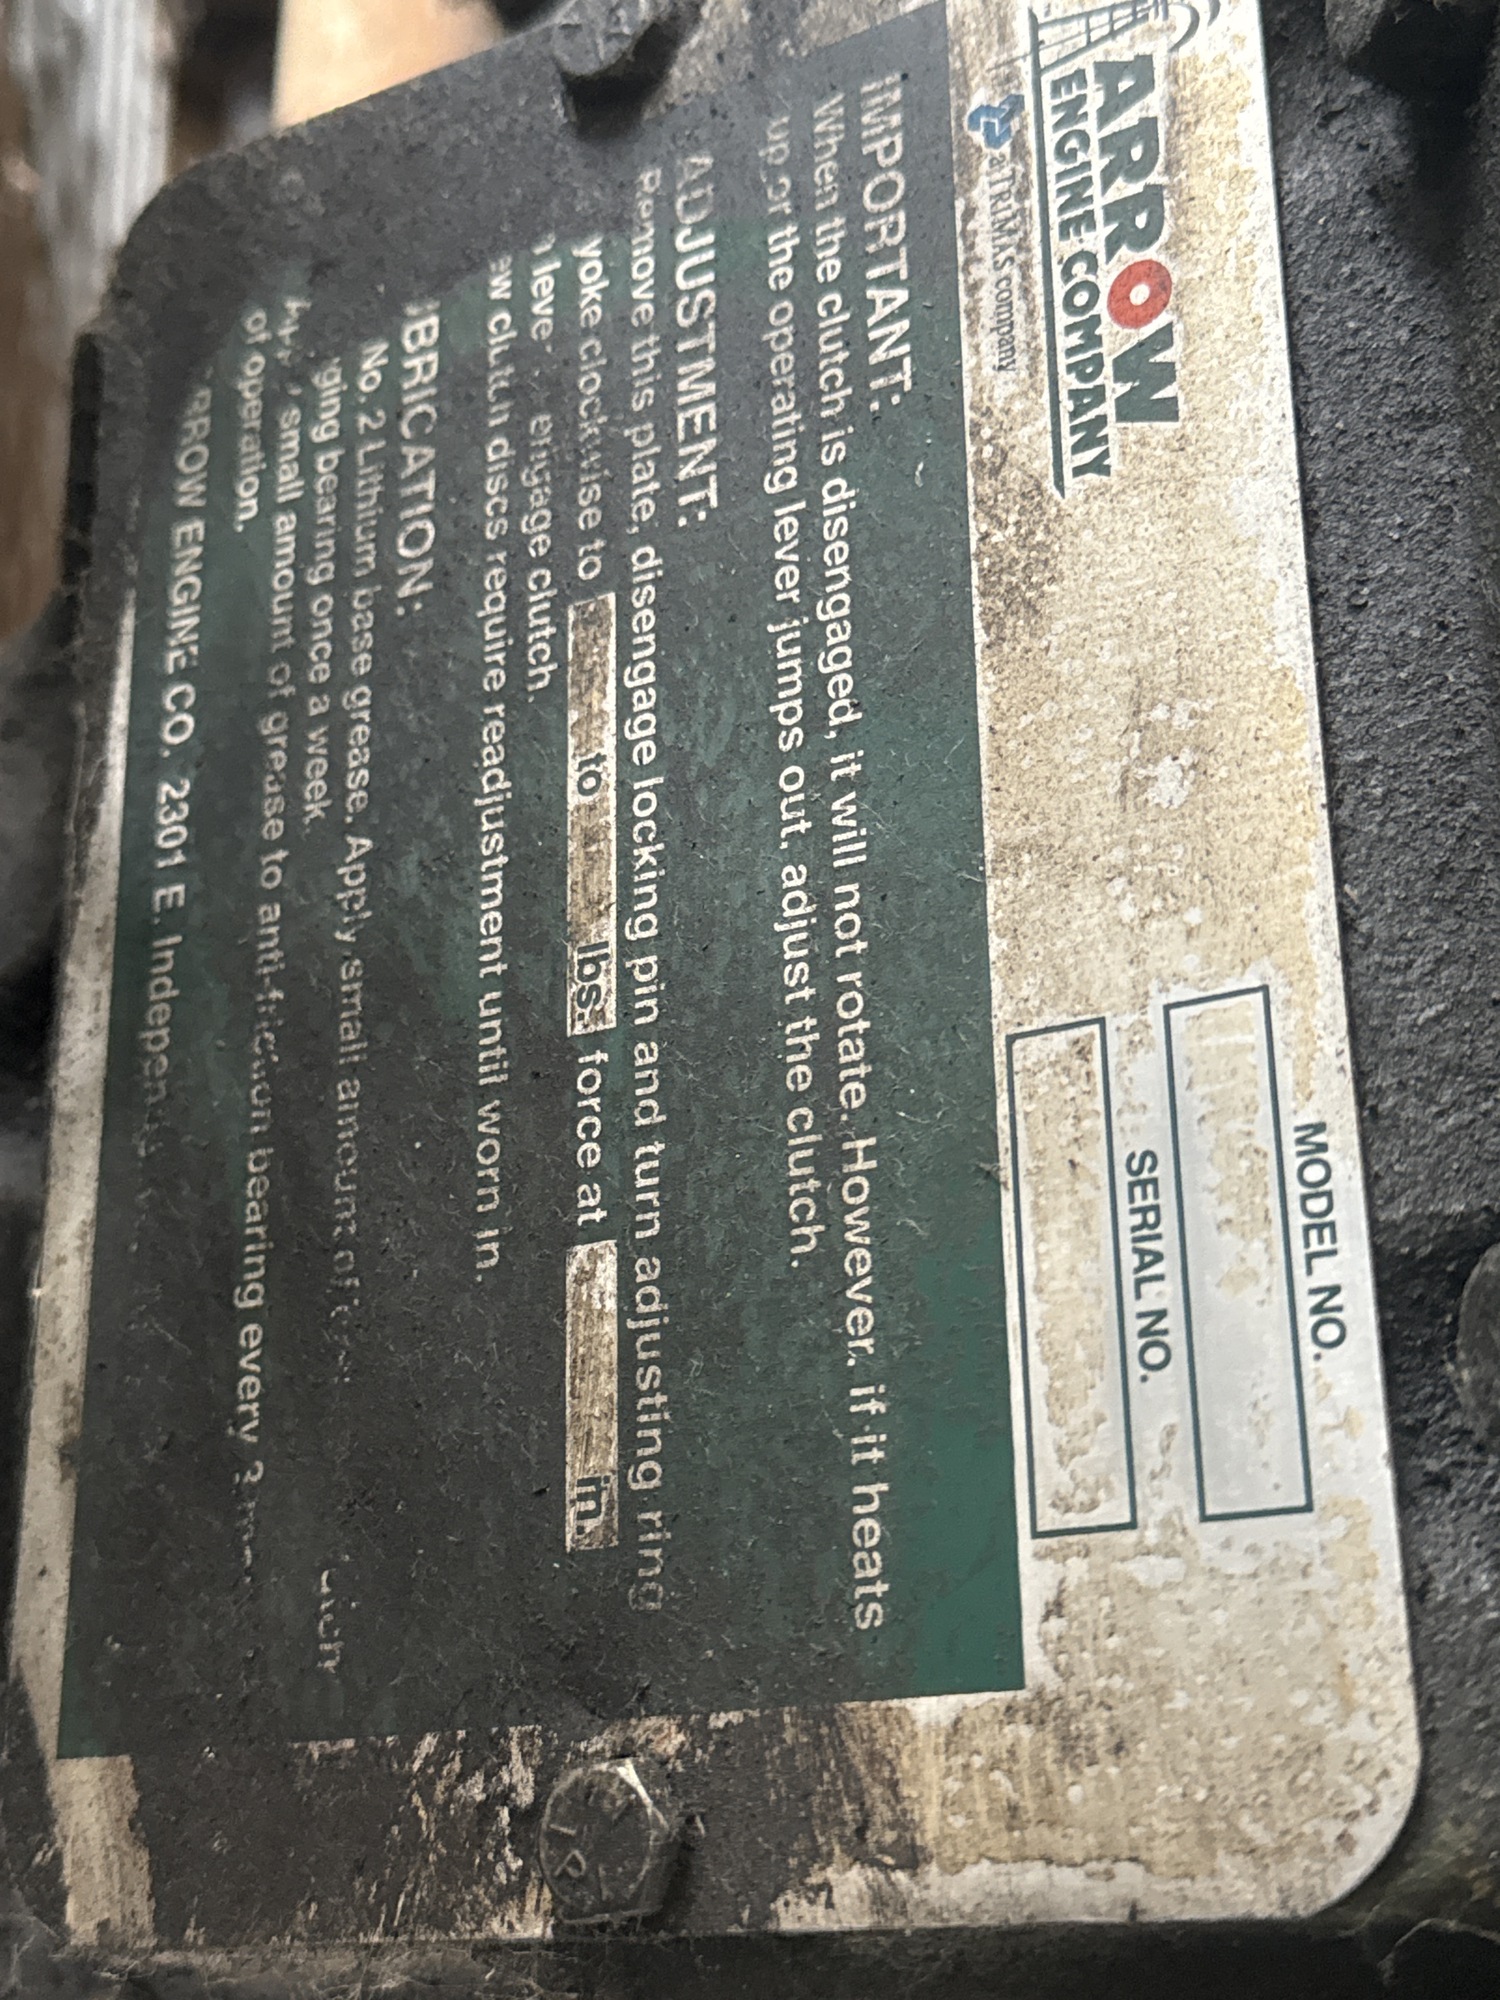 ARROW
ENGINE COMPANY
a TRIMAS company
MODEL NO.
SERIAL NO.
IMPORTANT:
When the clutch is disengaged, it will not rotate. However, if it heats
up or the operating lever jumps out, adjust the clutch.
ADJUSTMENT:
Remove this plate, disengage locking pin and turn adjusting ring
yoke clockwise to to lbs. force at in.
engage clutch.
clutch discs require readjustment until worn in.
BRICATION:
No. 2 Lithium base grease. Apply small amount of
bearing once a week.
small amount of grease to anti-friction bearing every
of operation.
RROW ENGINE CO. 2301 E.